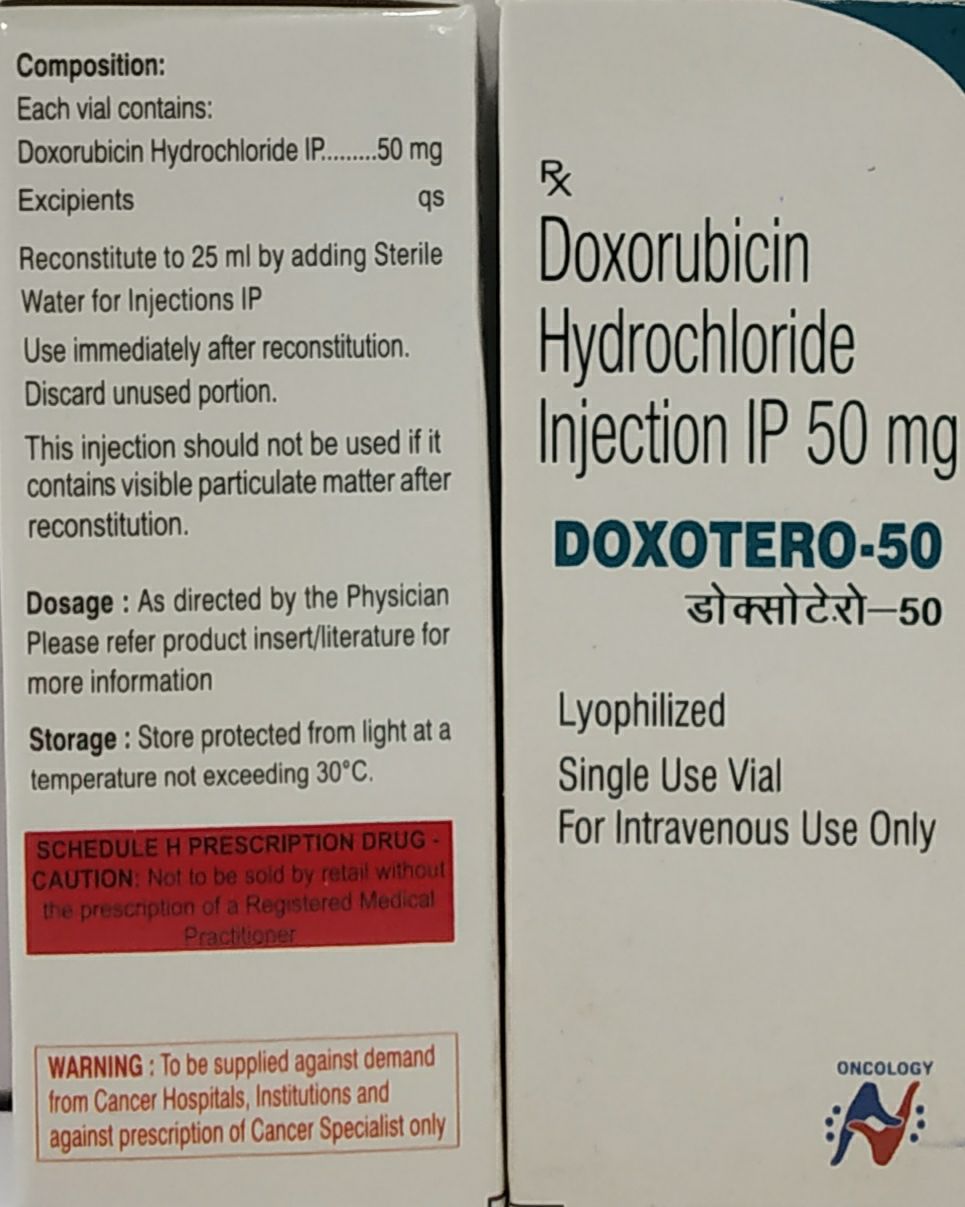 Composition:
Each vial contains:
Doxorubicin Hydrochloride IP.........50 mg
Excipients qs
Reconstitute to 25 ml by adding Sterile
Water for Injections IP
Use immediately after reconstitution.
Discard unused portion.
This injection should not be used if it
contains visible particulate matter after
reconstitution.
Dosage : As directed by the Physician
Please refer product insert/literature for
more information
Storage : Store protected from light at a
temperature not exceeding 30°C.
SCHEDULE H PRESCRIPTION DRUG -
CAUTION: Not to be sold by retail without
the prescription of a Registered Medical
Practitioner
WARNING : To be supplied against demand
from Cancer Hospitals, Institutions and
against prescription of Cancer Specialist only
Rx
Doxorubicin
Hydrochloride
Injection IP 50 mg
DOXOTERO-50
डोक्सोटेरो–50
Lyophilized
Single Use Vial
For Intravenous Use Only
ONCOLOGY